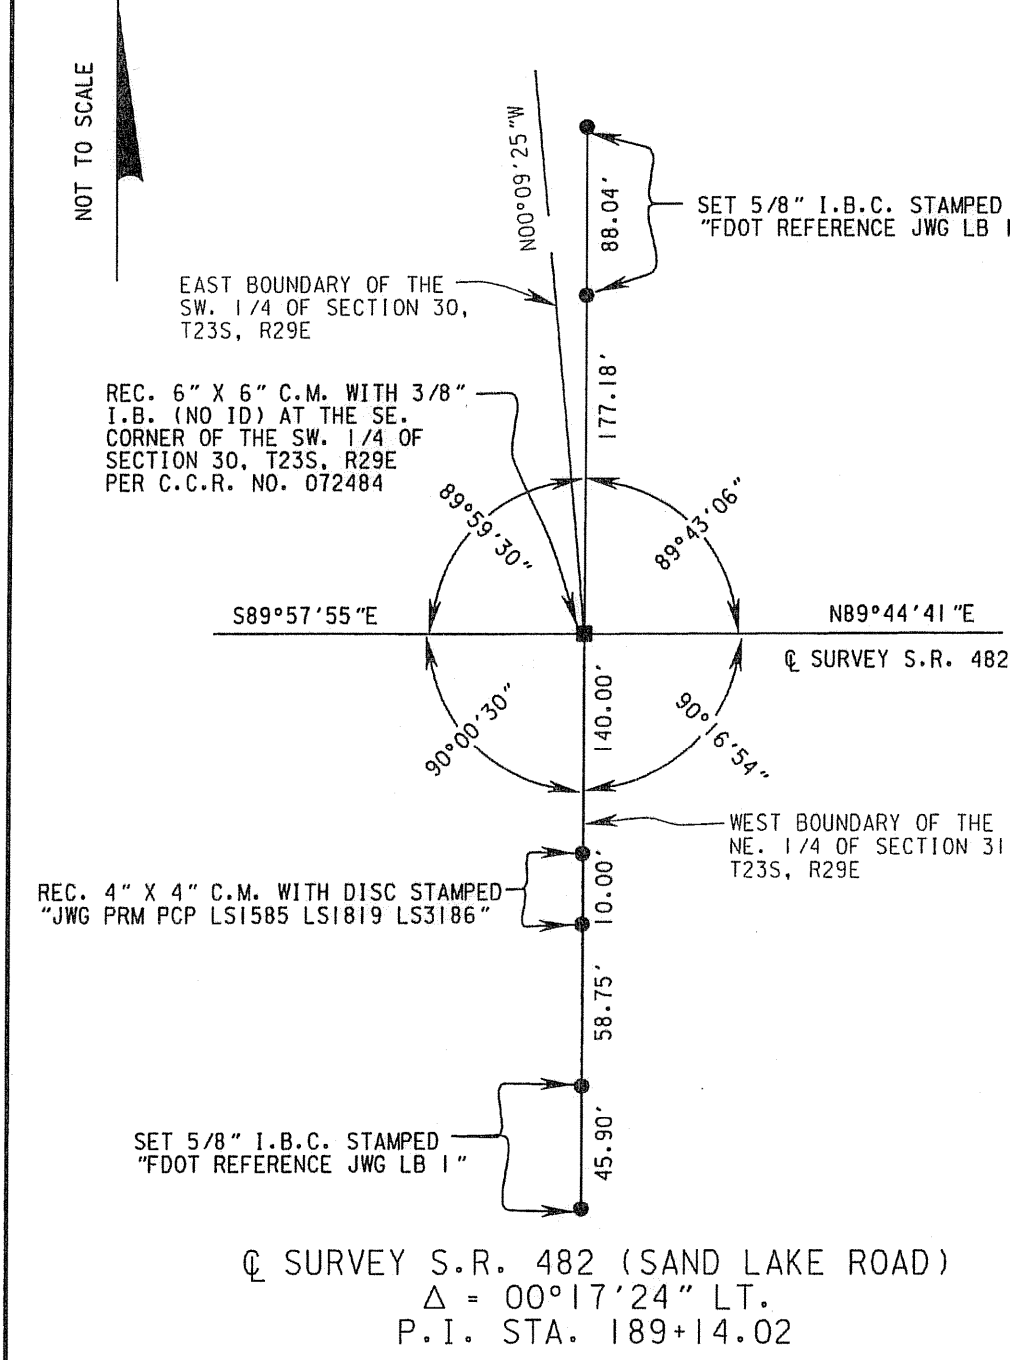 NOT TO SCALE
N00°09'25"W
88.04'
SET 5/8" I.B.C. STAMPED
"FDOT REFERENCE JWG LB 1
EAST BOUNDARY OF THE
SW. 1/4 OF SECTION 30,
T23S, R29E
177.18'
REC. 6" X 6" C.M. WITH 3/8"
I.B. (NO ID) AT THE SE.
CORNER OF THE SW. 1/4 OF
SECTION 30, T23S, R29E
PER C.C.R. NO. 072484
89°59'30"
89°43'06"
S89°57'55"E
N89°44'41"E
℄ SURVEY S.R. 482
140.00'
90°00'30"
90°16'54"
WEST BOUNDARY OF THE
NE. 1/4 OF SECTION 31
T23S, R29E
REC. 4" X 4" C.M. WITH DISC STAMPED
"JWG PRM PCP LS1585 LS1819 LS3186"
10.00'
58.75'
SET 5/8" I.B.C. STAMPED
"FDOT REFERENCE JWG LB 1"
45.90'
℄ SURVEY S.R. 482 (SAND LAKE ROAD)
Δ = 00°17'24" LT.
P.I. STA. 189+14.02